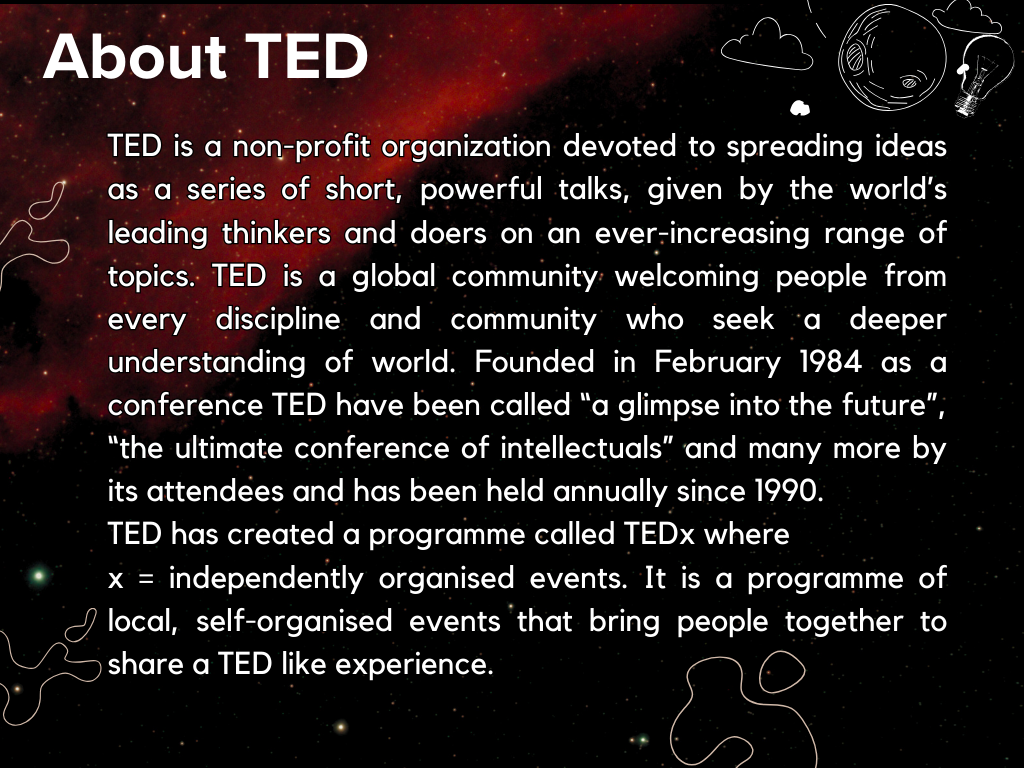 About TED
TED is a non-profit organization devoted to spreading ideas
as a series of short, powerful talks, given by the world's
leading thinkers and doers on an ever-increasing range of
topics. TED is a global community welcoming people from
every discipline and community who seek a deeper
understanding of world. Founded in February 1984 as a
conference TED have been called “a glimpse into the future”,
“the ultimate conference of intellectuals” and many more by
its attendees and has been held annually since 1990.
TED has created a programme called TEDx where
x = independently organised events. It is a programme of
local, self-organised events that bring people together to
share a TED like experience.